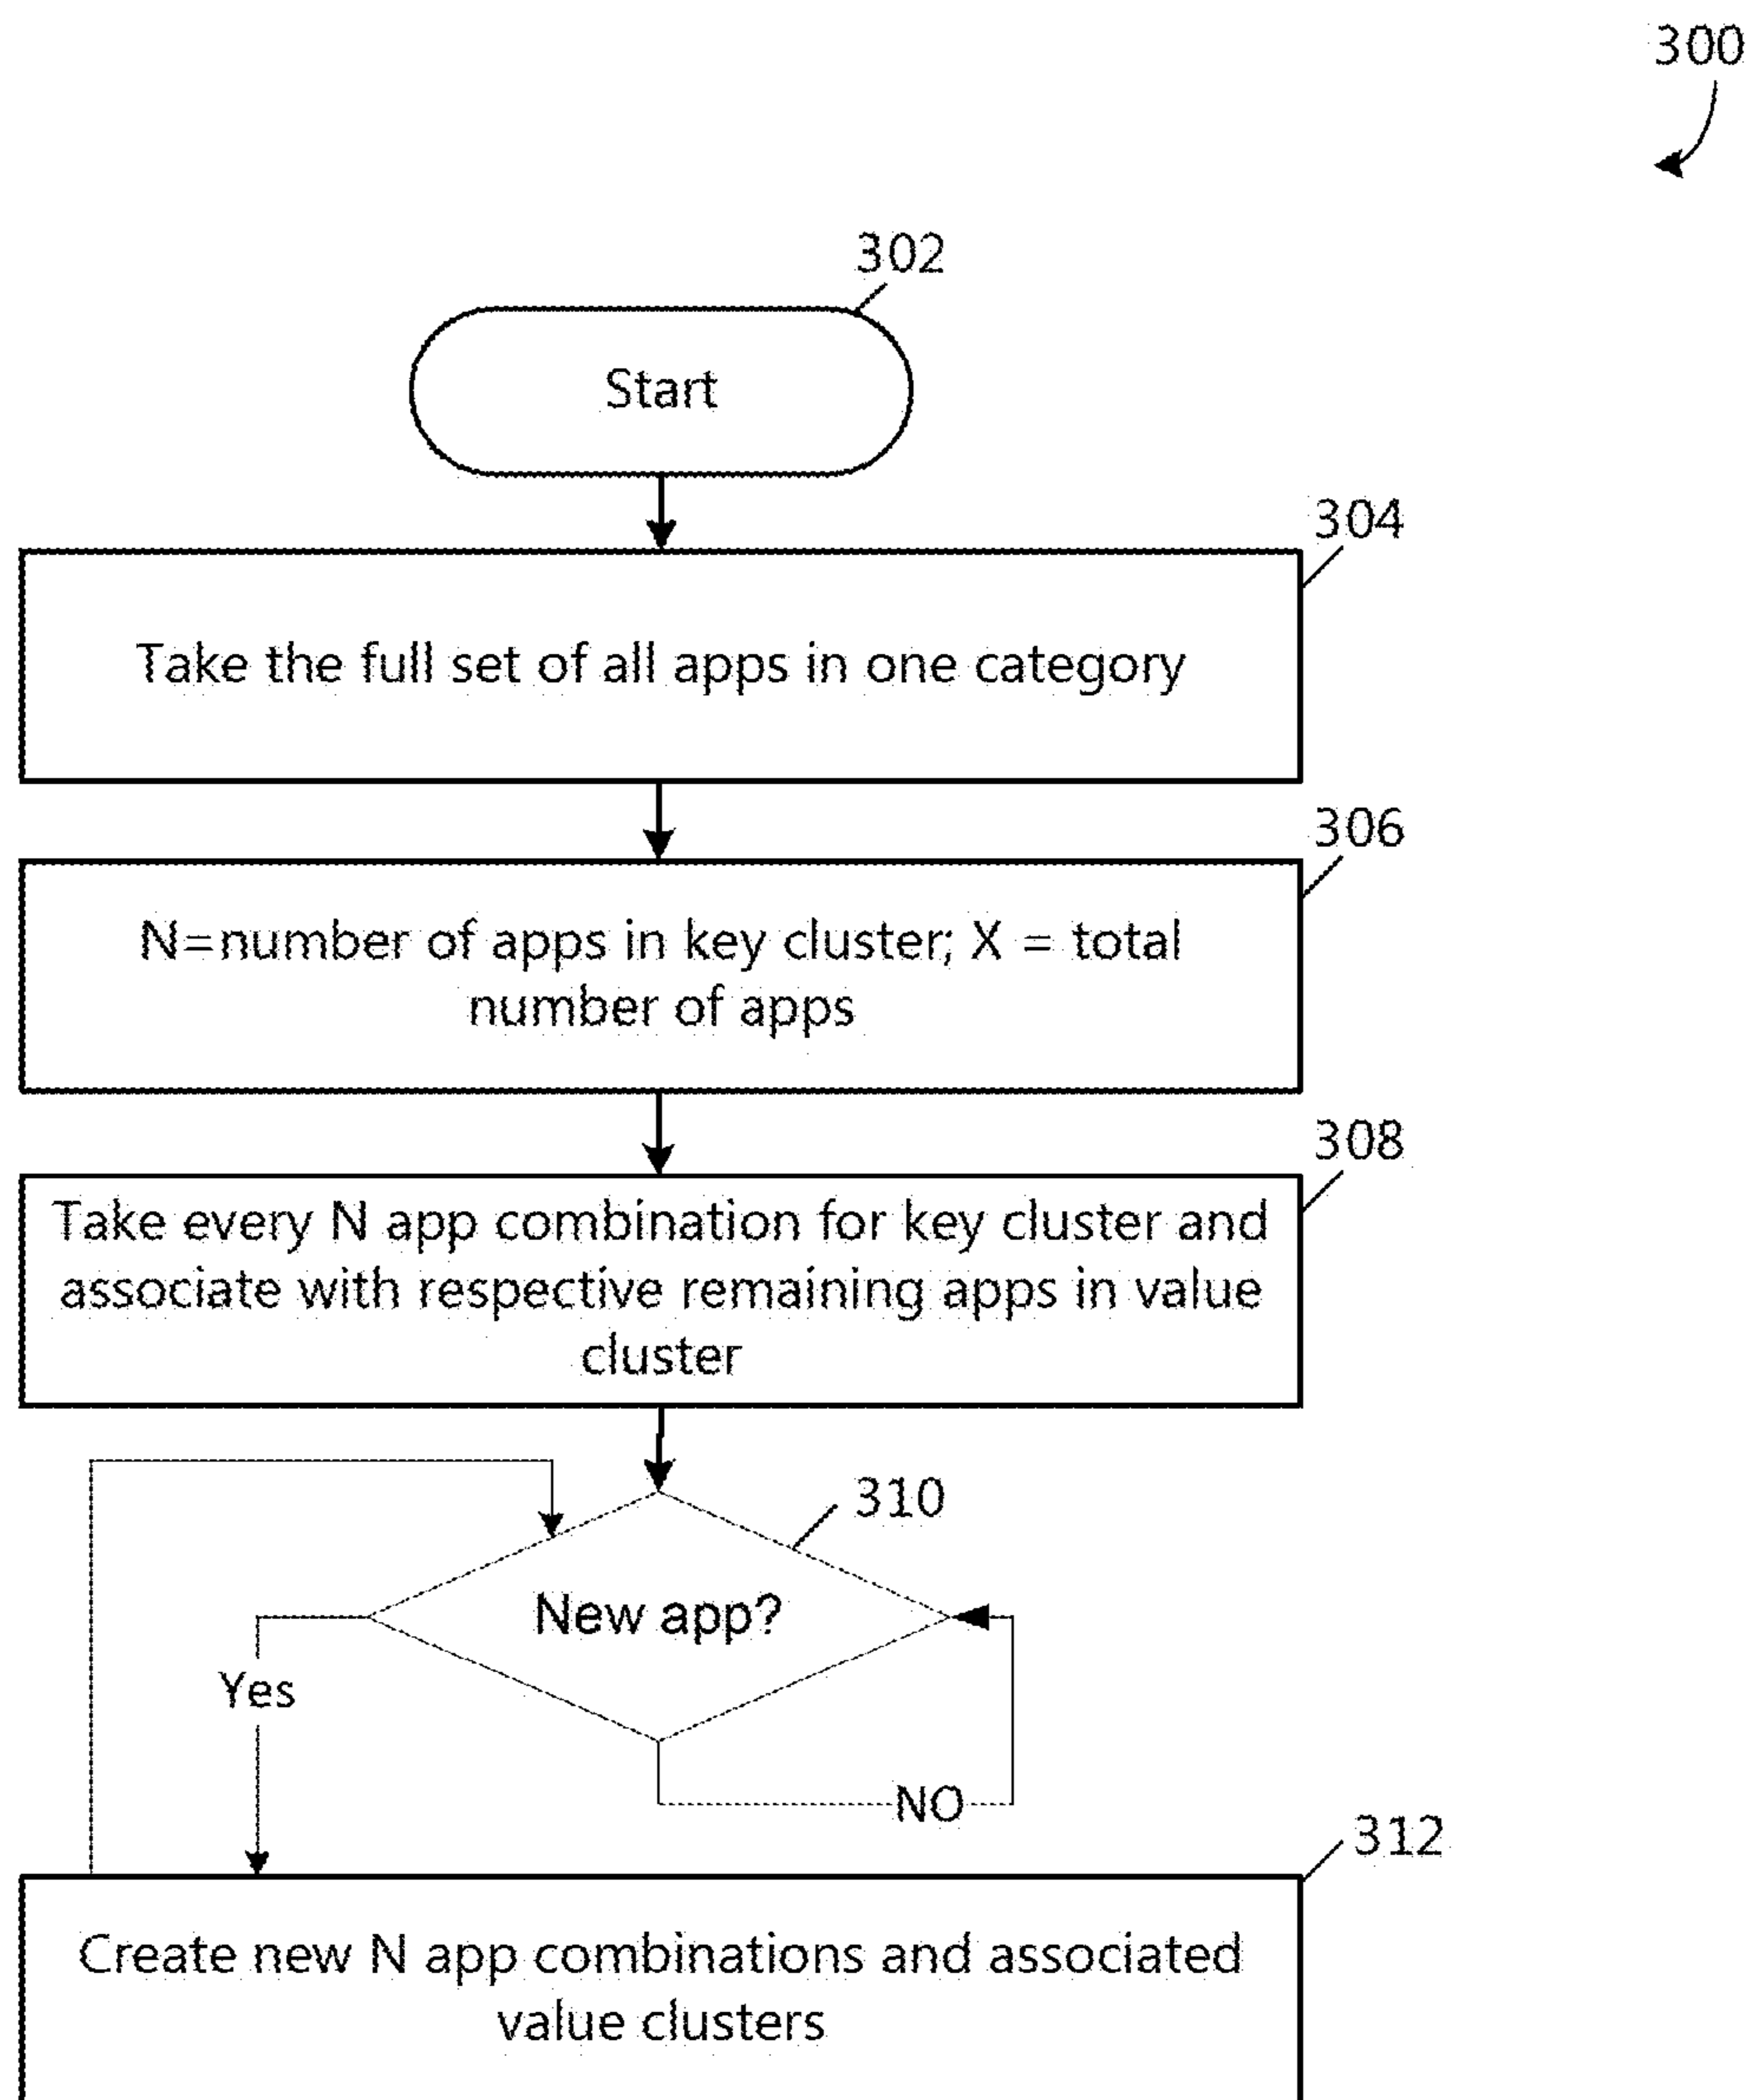 300
302
Start
304
Take the full set of all apps in one category
306
N=number of apps in key cluster; X = total
number of apps
308
Take every N app combination for key cluster and
associate with respective remaining apps in value
cluster
310
New app?
Yes
NO
312
Create new N app combinations and associated
value clusters